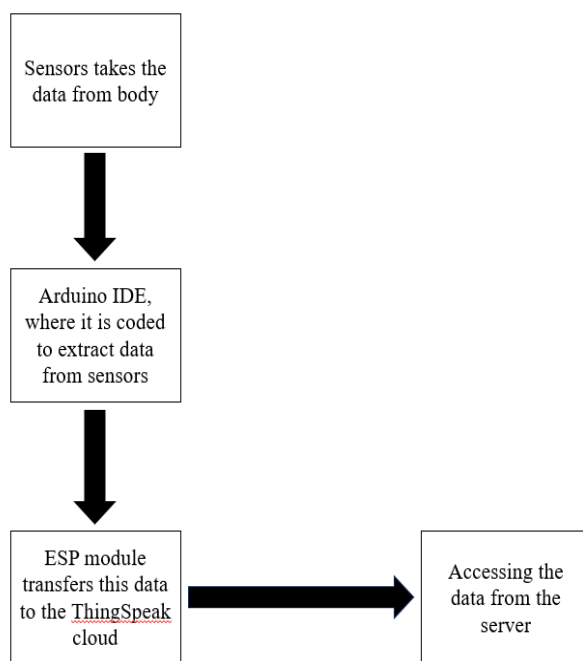 Sensors takes the
data from body
Arduino IDE,
where it is coded
to extract data
from sensors
ESP module
transfers this data
to the ThingSpeak
cloud
Accessing the
data from the
server